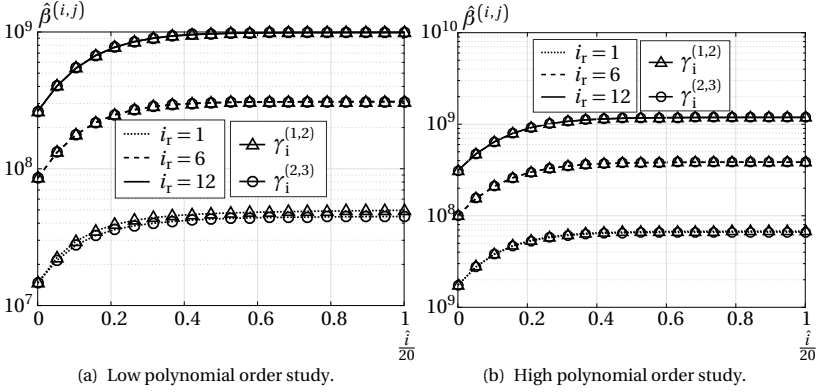 β̂^(i,j)
10^9
10^8
10^7
i_r = 1
i_r = 6
i_r = 12
γ_i^(1,2)
γ_i^(2,3)
0 0.2 0.4 0.6 0.8 1
î/20
(a) Low polynomial order study.
β̂^(i,j)
10^10
10^9
10^8
10^9
i_r = 1
i_r = 6
i_r = 12
γ_i^(1,2)
γ_i^(2,3)
0 0.2 0.4 0.6 0.8 1
î/20
(b) High polynomial order study.